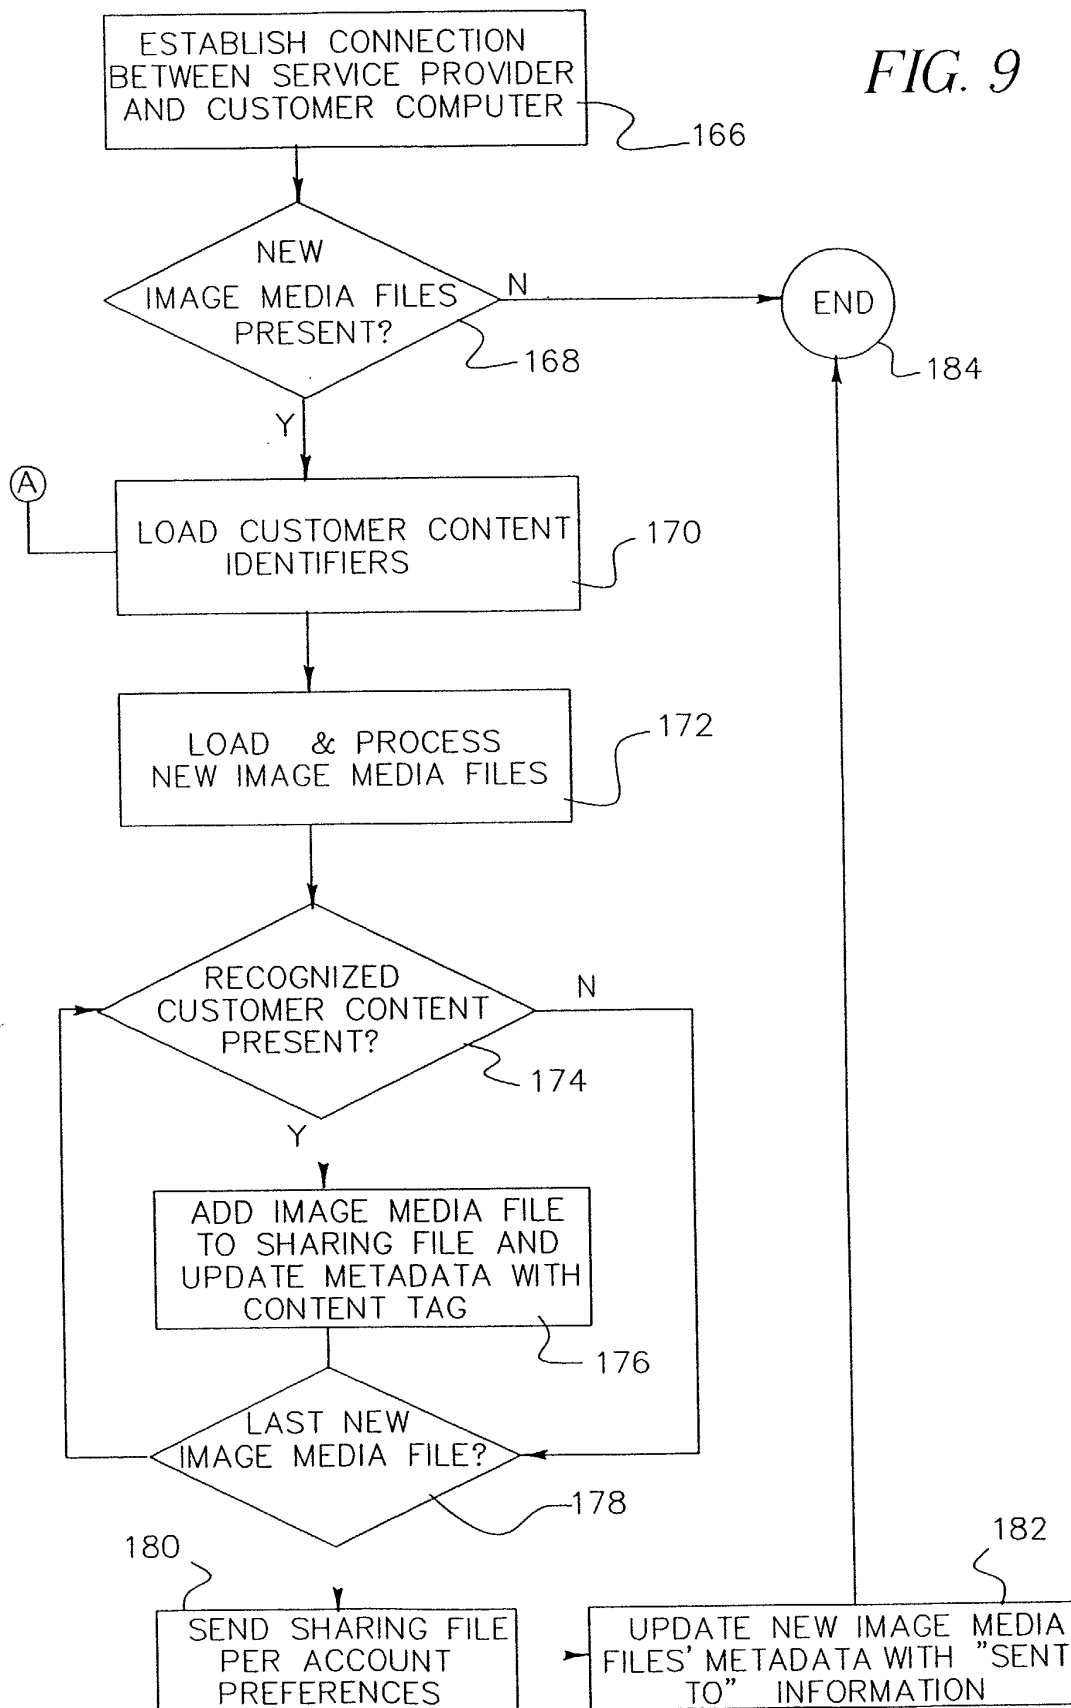 ESTABLISH CONNECTION
BETWEEN SERVICE PROVIDER
AND CUSTOMER COMPUTER
FIG. 9
166
NEW
IMAGE MEDIA FILES
PRESENT?
N
END
168
184
Y
A
LOAD CUSTOMER CONTENT
IDENTIFIERS
170
LOAD & PROCESS
NEW IMAGE MEDIA FILES
172
RECOGNIZED
CUSTOMER CONTENT
PRESENT?
N
174
Y
ADD IMAGE MEDIA FILE
TO SHARING FILE AND
UPDATE METADATA WITH
CONTENT TAG
176
LAST NEW
IMAGE MEDIA FILE?
178
180
SEND SHARING FILE
PER ACCOUNT
PREFERENCES
182
UPDATE NEW IMAGE MEDIA
FILES' METADATA WITH "SENT
TO" INFORMATION